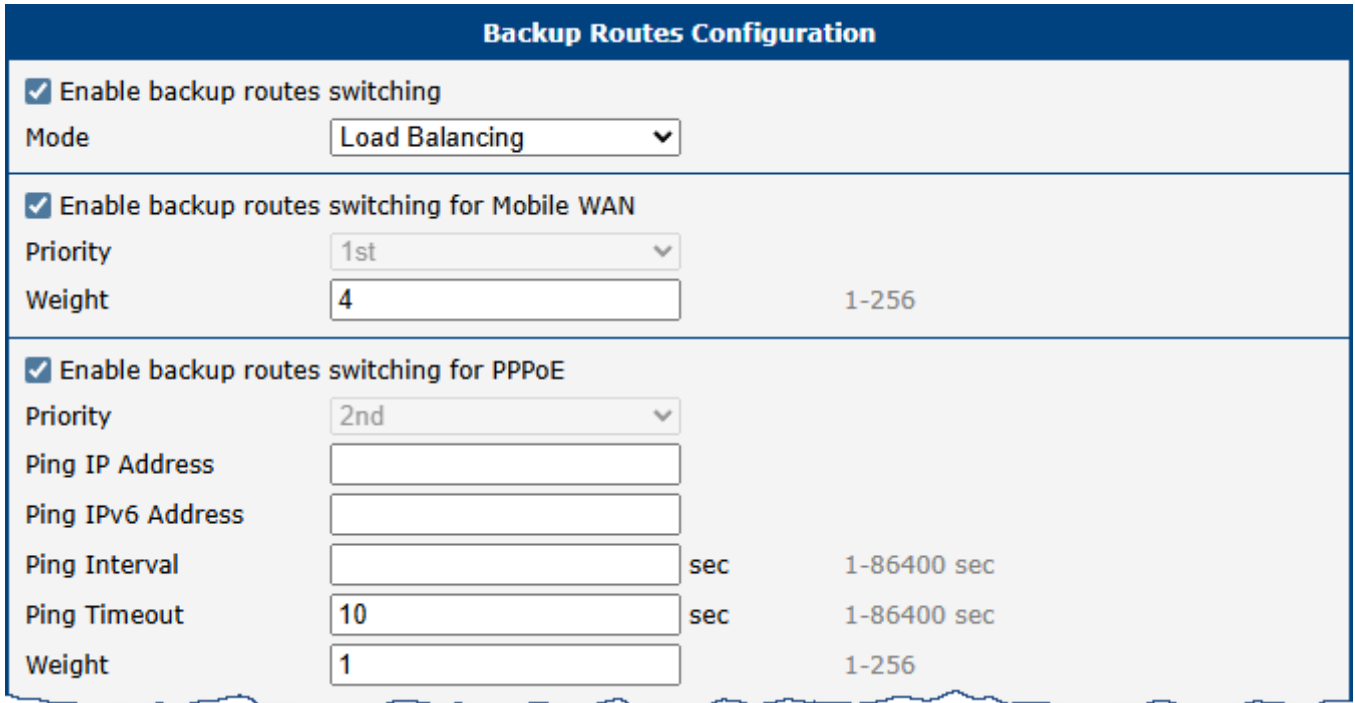 Backup Routes Configuration
Enable backup routes switching
Mode Load Balancing
Enable backup routes switching for Mobile WAN
Priority 1st
Weight 4 1-256
Enable backup routes switching for PPPoE
Priority 2nd
Ping IP Address
Ping IPv6 Address
Ping Interval sec 1-86400 sec
Ping Timeout 10 sec 1-86400 sec
Weight 1 1-256